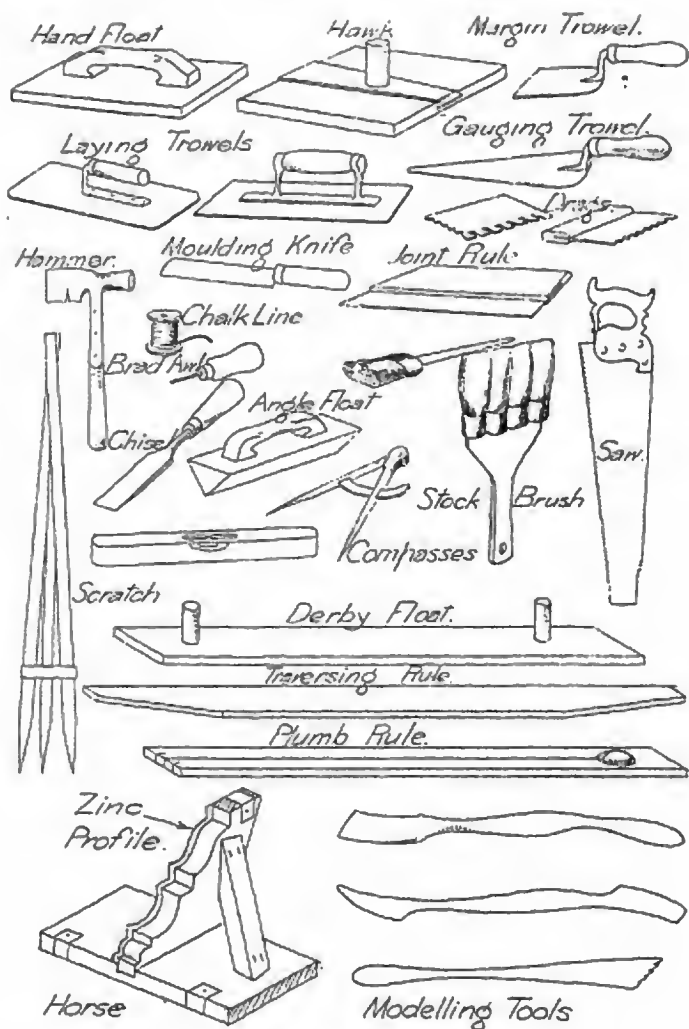 Hand Float
Hawk
Margin Trowel.
Laying Trowels
Gauging Trowel.
Drags.
Hammer.
Moulding Knife
Joint Rule
Chalk Line
Brad Awl
Chisel
Angle Float
Saw.
Stock Brush
Compasses
Scratch
Derby Float.
Traversing Rule.
Plumb Rule.
Zinc
Profile.
Horse
Modelling Tools